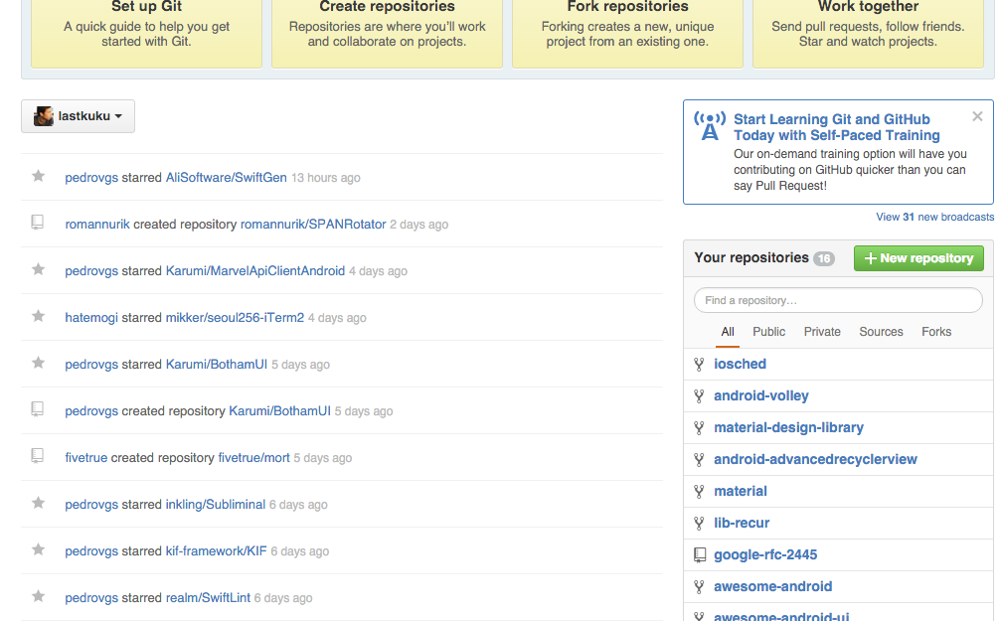 Set up Git
A quick guide to help you get
started with Git.
Create repositories
Repositories are where you'll work
and collaborate on projects.
Fork repositories
Forking creates a new, unique
project from an existing one.
Work together
Send pull requests, follow friends.
Star and watch projects.
lastkuku
pedrovgs starred AliSoftware/SwiftGen 13 hours ago
romannurik created repository romannurik/SPANRotator 2 days ago
pedrovgs starred Karumi/MarvelApiClientAndroid 4 days ago
hatemogi starred mikker/seoul256-iTerm2 4 days ago
pedrovgs starred Karumi/BothamUI 5 days ago
pedrovgs created repository Karumi/BothamUI 5 days ago
fivetrue created repository fivetrue/mort 5 days ago
pedrovgs starred inkling/Subliminal 6 days ago
pedrovgs starred kif-framework/KIF 6 days ago
pedrovgs starred realm/SwiftLint 6 days ago
Start Learning Git and GitHub
Today with Self-Paced Training
Our on-demand training option will have you
contributing on GitHub quicker than you can
say Pull Request!
View 31 new broadcasts
Your repositories 16
New repository
Find a repository…
All Public Private Sources Forks
iosched
android-volley
material-design-library
android-advancedrecyclerview
material
lib-recur
google-rfc-2445
awesome-android
awesome-android-ui